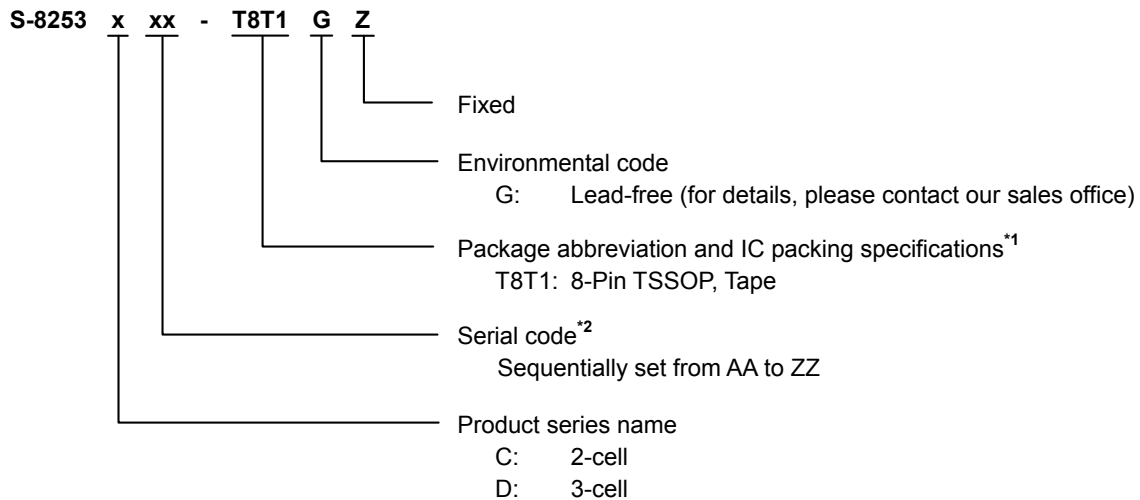 S-8253 x xx - T8T1 G Z
Fixed
Environmental code
G: Lead-free (for details, please contact our sales office)
Package abbreviation and IC packing specifications*1
T8T1: 8-Pin TSSOP, Tape
Serial code*2
Sequentially set from AA to ZZ
Product series name
C: 2-cell
D: 3-cell